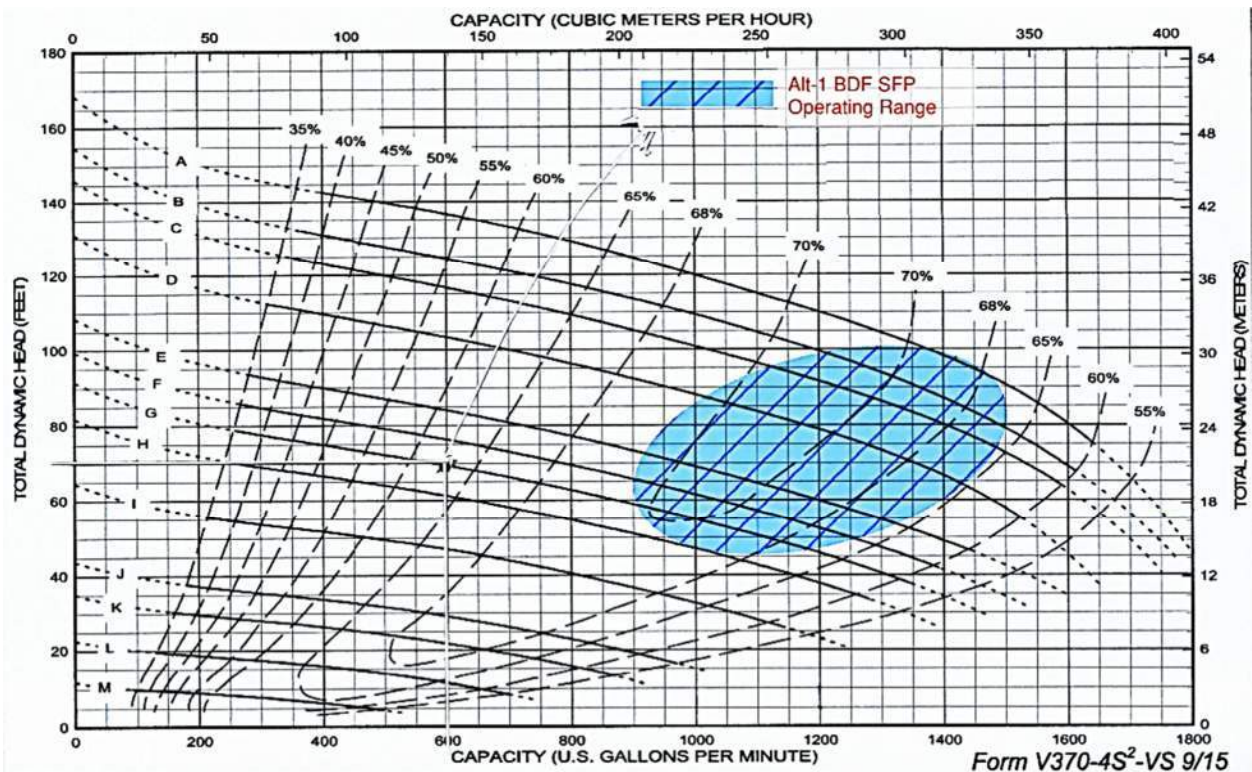 CAPACITY (CUBIC METERS PER HOUR)
0 50 100 150 200 250 300 350 400
180
160
140
120
100
80
60
40
20
0
TOTAL DYNAMIC HEAD (FEET)
54
48
42
36
30
24
18
12
6
0
TOTAL DYNAMIC HEAD (METERS)
Alt-1 BDF SFP
Operating Range
35%
40%
45%
50%
55%
60%
65%
68%
70%
70%
68%
65%
60%
55%
A
B
C
D
E
F
G
H
I
J
K
L
M
0 200 400 600 800 1000 1200 1400 1600 1800
CAPACITY (U.S. GALLONS PER MINUTE)
Form V370-4S²-VS 9/15